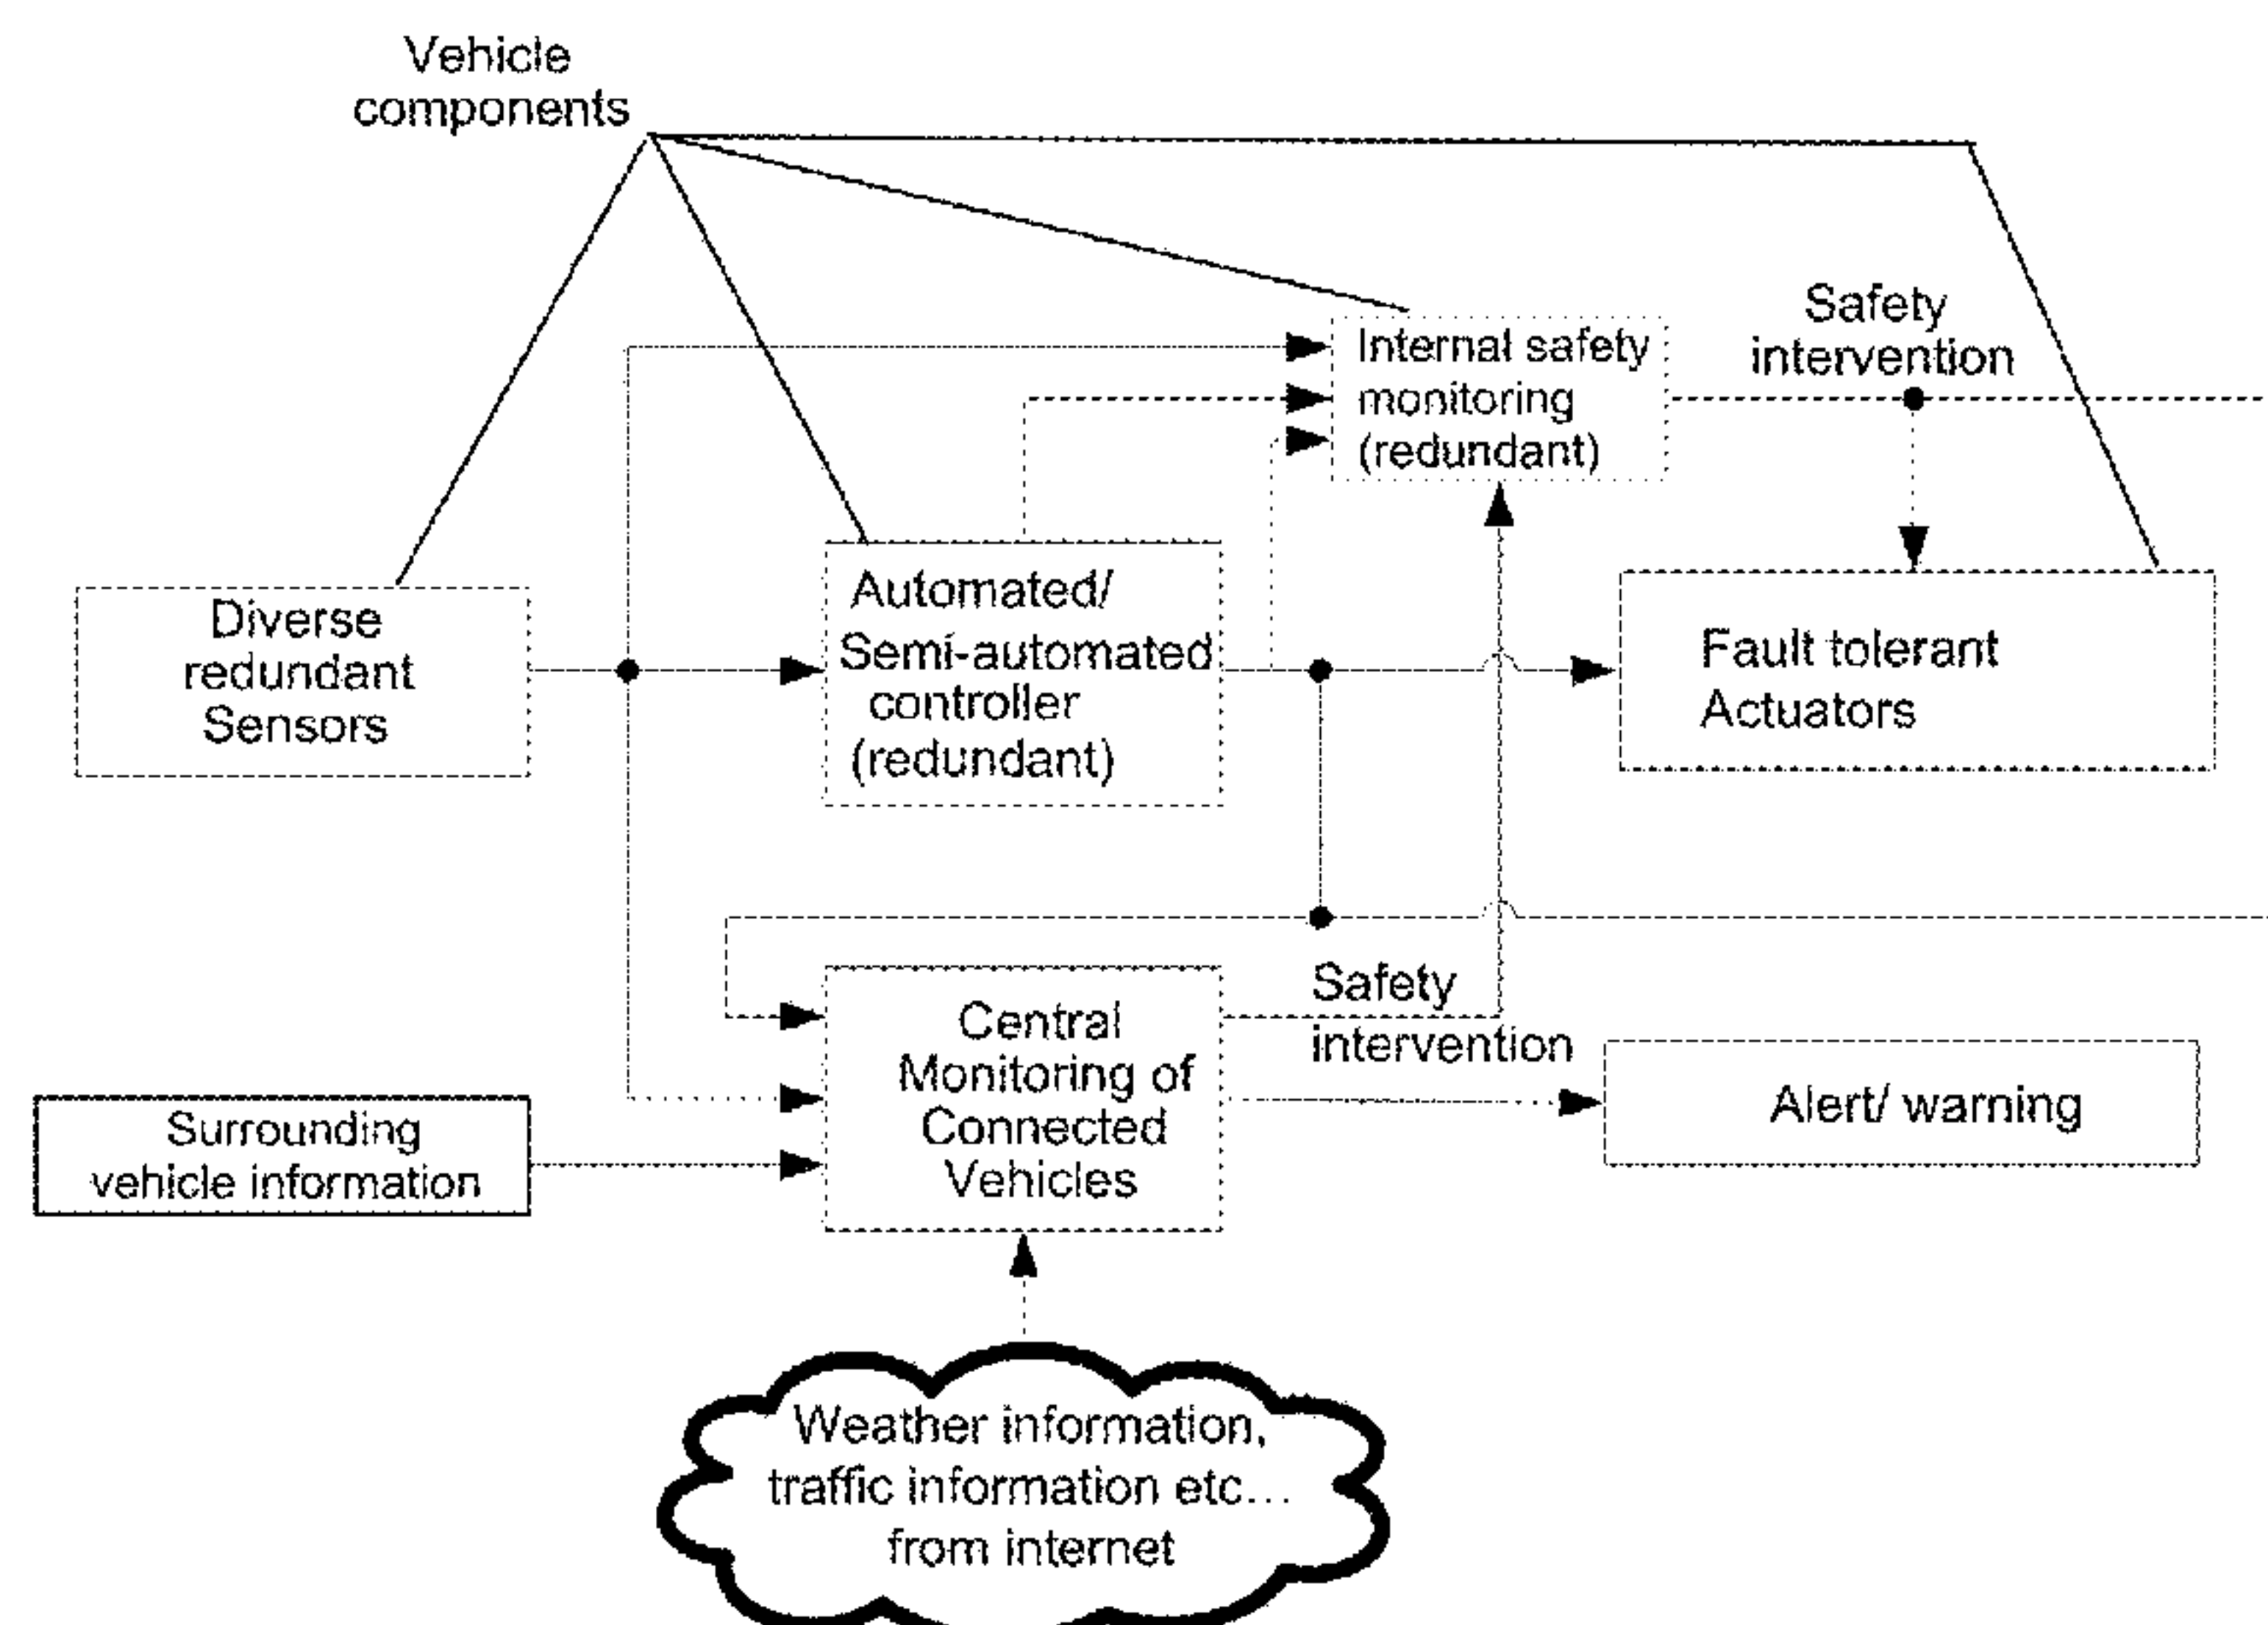 Vehicle
components
Internal safety
monitoring
(redundant)
Safety
intervention
Diverse
redundant
Sensors
Automated/
Semi-automated
controller
(redundant)
Fault tolerant
Actuators
Central
Monitoring of
Connected
Vehicles
Safety
intervention
Surrounding
vehicle information
Alert/ warning
Weather information,
traffic information etc...
from internet